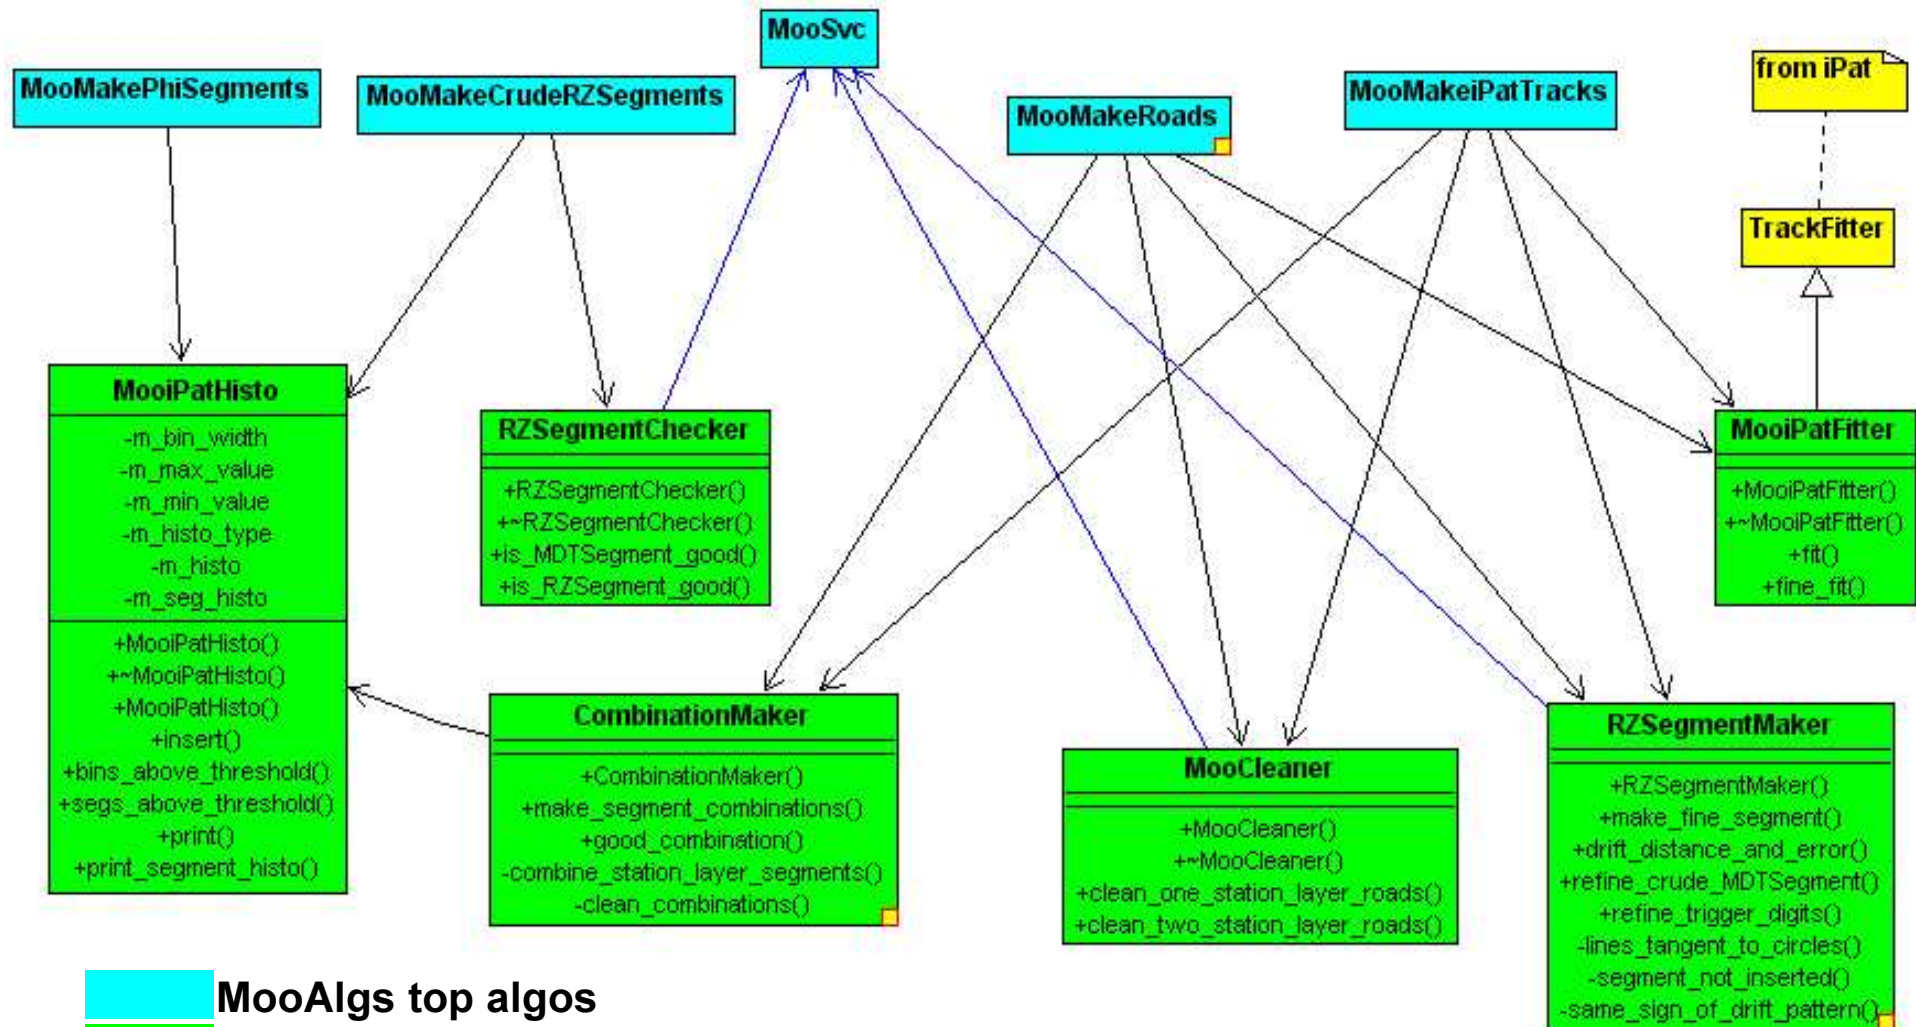 MooSvc
MooMakePhiSegments
MooMakeCrudeRZSegments
MooMakeRoads
MooMakeiPatTracks
from iPat
TrackFitter
MooiPatHisto
-m_bin_width
-m_max_value
-m_min_value
-m_histo_type
-m_histo
-m_seg_histo
+MooiPatHisto()
+~MooiPatHisto()
+MooiPatHisto()
+insert()
+bins_above_threshold()
+segs_above_threshold()
+print()
+print_segment_histo()
RZSegmentChecker
+RZSegmentChecker()
+~RZSegmentChecker()
+is_MDTSegment_good()
+is_RZSegment_good()
MooiPatFitter
+MooiPatFitter()
+~MooiPatFitter()
+fit()
+fine_fit()
CombinationMaker
+CombinationMaker()
+make_segment_combinations()
+good_combination()
-combine_station_layer_segments()
-clean_combinations()
MooCleaner
+MooCleaner()
+~MooCleaner()
+clean_one_station_layer_roads()
+clean_two_station_layer_roads()
RZSegmentMaker
+RZSegmentMaker()
+make_fine_segment()
+drift_distance_and_error()
+refine_crude_MDTSegment()
+refine_trigger_digits()
-lines_tangent_to_circles()
-segment_not_inserted()
-same_sign_of_drift_pattern()
MooAlgs top algos